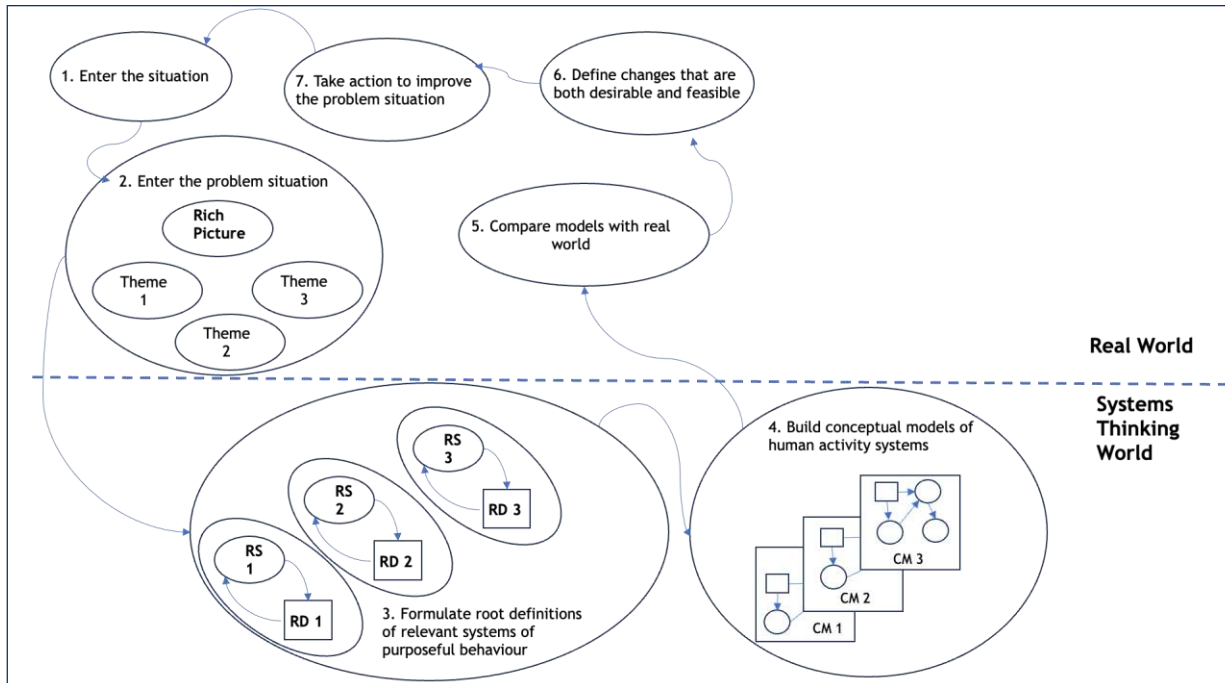 1. Enter the situation
7. Take action to improve
the problem situation
6. Define changes that are
both desirable and feasible
2. Enter the problem situation
Rich
Picture
Theme
1
Theme
3
Theme
2
5. Compare models with real
world
Real World
Systems
Thinking
World
RS
3
RD 3
RS
2
RD 2
RS
1
RD 1
3. Formulate root definitions
of relevant systems of
purposeful behaviour
4. Build conceptual models of
human activity systems
CM 3
CM 2
CM 1